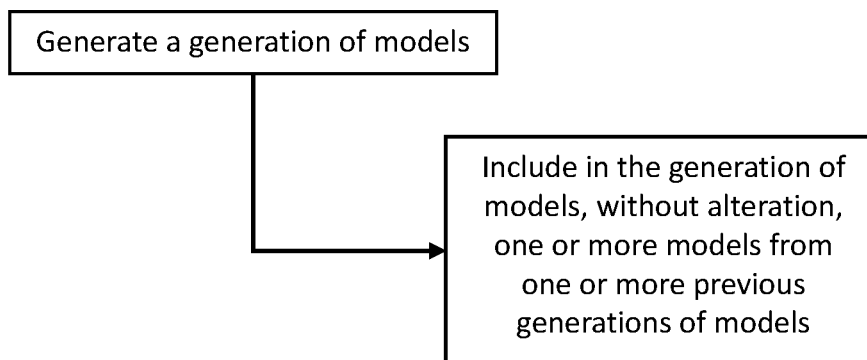 Generate a generation of models
Include in the generation of
models, without alteration,
one or more models from
one or more previous
generations of models